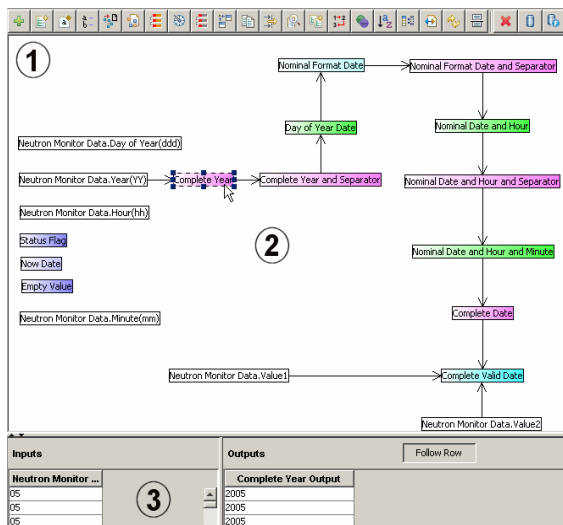 1
Nominal Format Date
Nominal Format Date and Separator
Day of Year Date
Nominal Date and Hour
Neutron Monitor Data.Day of Year(ddd)
Neutron Monitor Data.Year(YY)
Complete Year
Complete Year and Separator
Nominal Date and Hour and Separator
Neutron Monitor Data.Hour(hh)
Status Flag
2
Nominal Date and Hour and Minute
Now Date
Empty Value
Neutron Monitor Data.Minute(mm)
Complete Date
Neutron Monitor Data.Value1
Complete Valid Date
Neutron Monitor Data.Value2
Inputs
Outputs
Follow Row
Neutron Monitor ...
Complete Year Output
05
05
05
3
2005
2005
2005